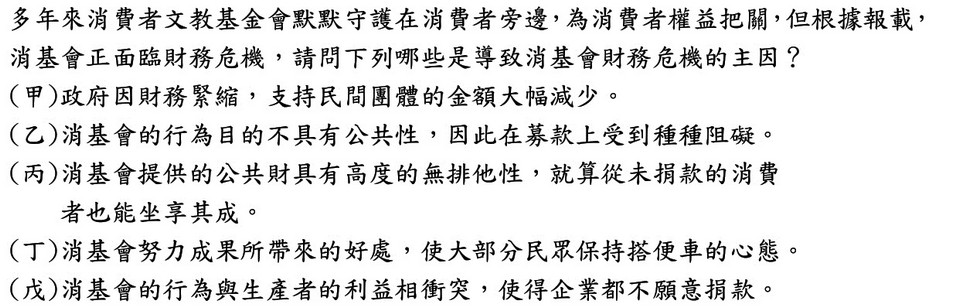 多年來消費者文教基金會默默守護在消費者旁邊，為消費者權益把關，但根據報載，
消基會正面臨財務危機，請問下列哪些是導致消基會財務危機的主因？
(甲)政府因財務緊縮，支持民間團體的金額大幅減少。
(乙)消基會的行為目的不具有公共性，因此在募款上受到種種阻礙。
(丙)消基會提供的公共財具有高度的無排他性，就算從未捐款的消費
者也能坐享其成。
(丁)消基會努力成果所帶來的好處，使大部分民眾保持搭便車的心態。
(戊)消基會的行為與生產者的利益相衝突，使得企業都不願意捐款。